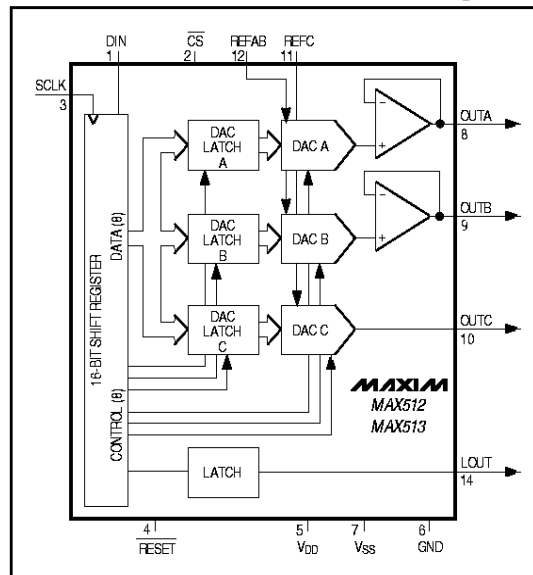 DIN
1
CS
2
REFAB
12
REFC
11
SCLK
3
OUTA
8
DAC
LATCH
A
DAC A
-
+
OUTB
9
DATA (8)
DAC
LATCH
B
DAC B
-
+
16-BIT SHIFT REGISTER
DAC
LATCH
C
DAC C
OUTC
10
CONTROL (8)
MAXIM
MAX512
MAX513
LATCH
LOUT
14
4
RESET
5
VDD
7
VSS
6
GND